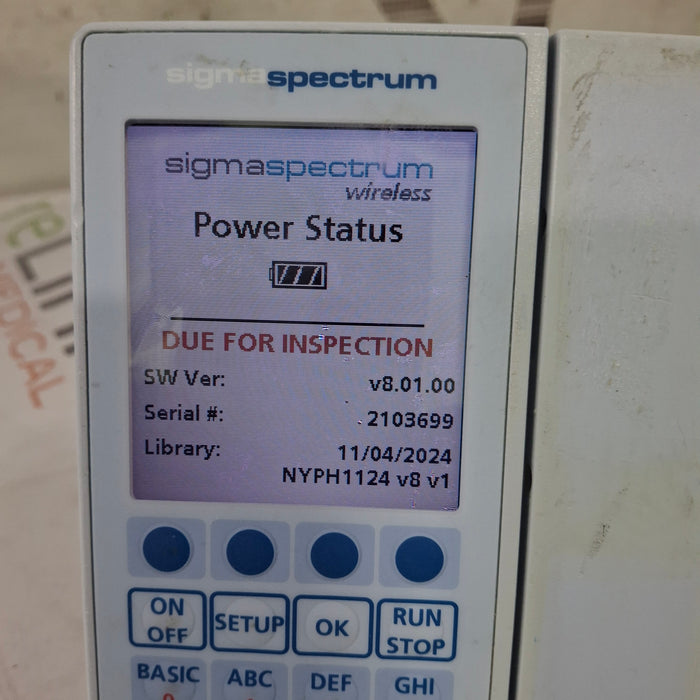 sigmaspectrum
sigmaspectrum
wireless
Power Status
DUE FOR INSPECTION
SW Ver: v8.01.00
Serial #: 2103699
Library: 11/04/2024
NYPH1124 v8 v1
ON OFF
SETUP
OK
RUN STOP
BASIC
ABC
DEF
GHI
MEDICAL